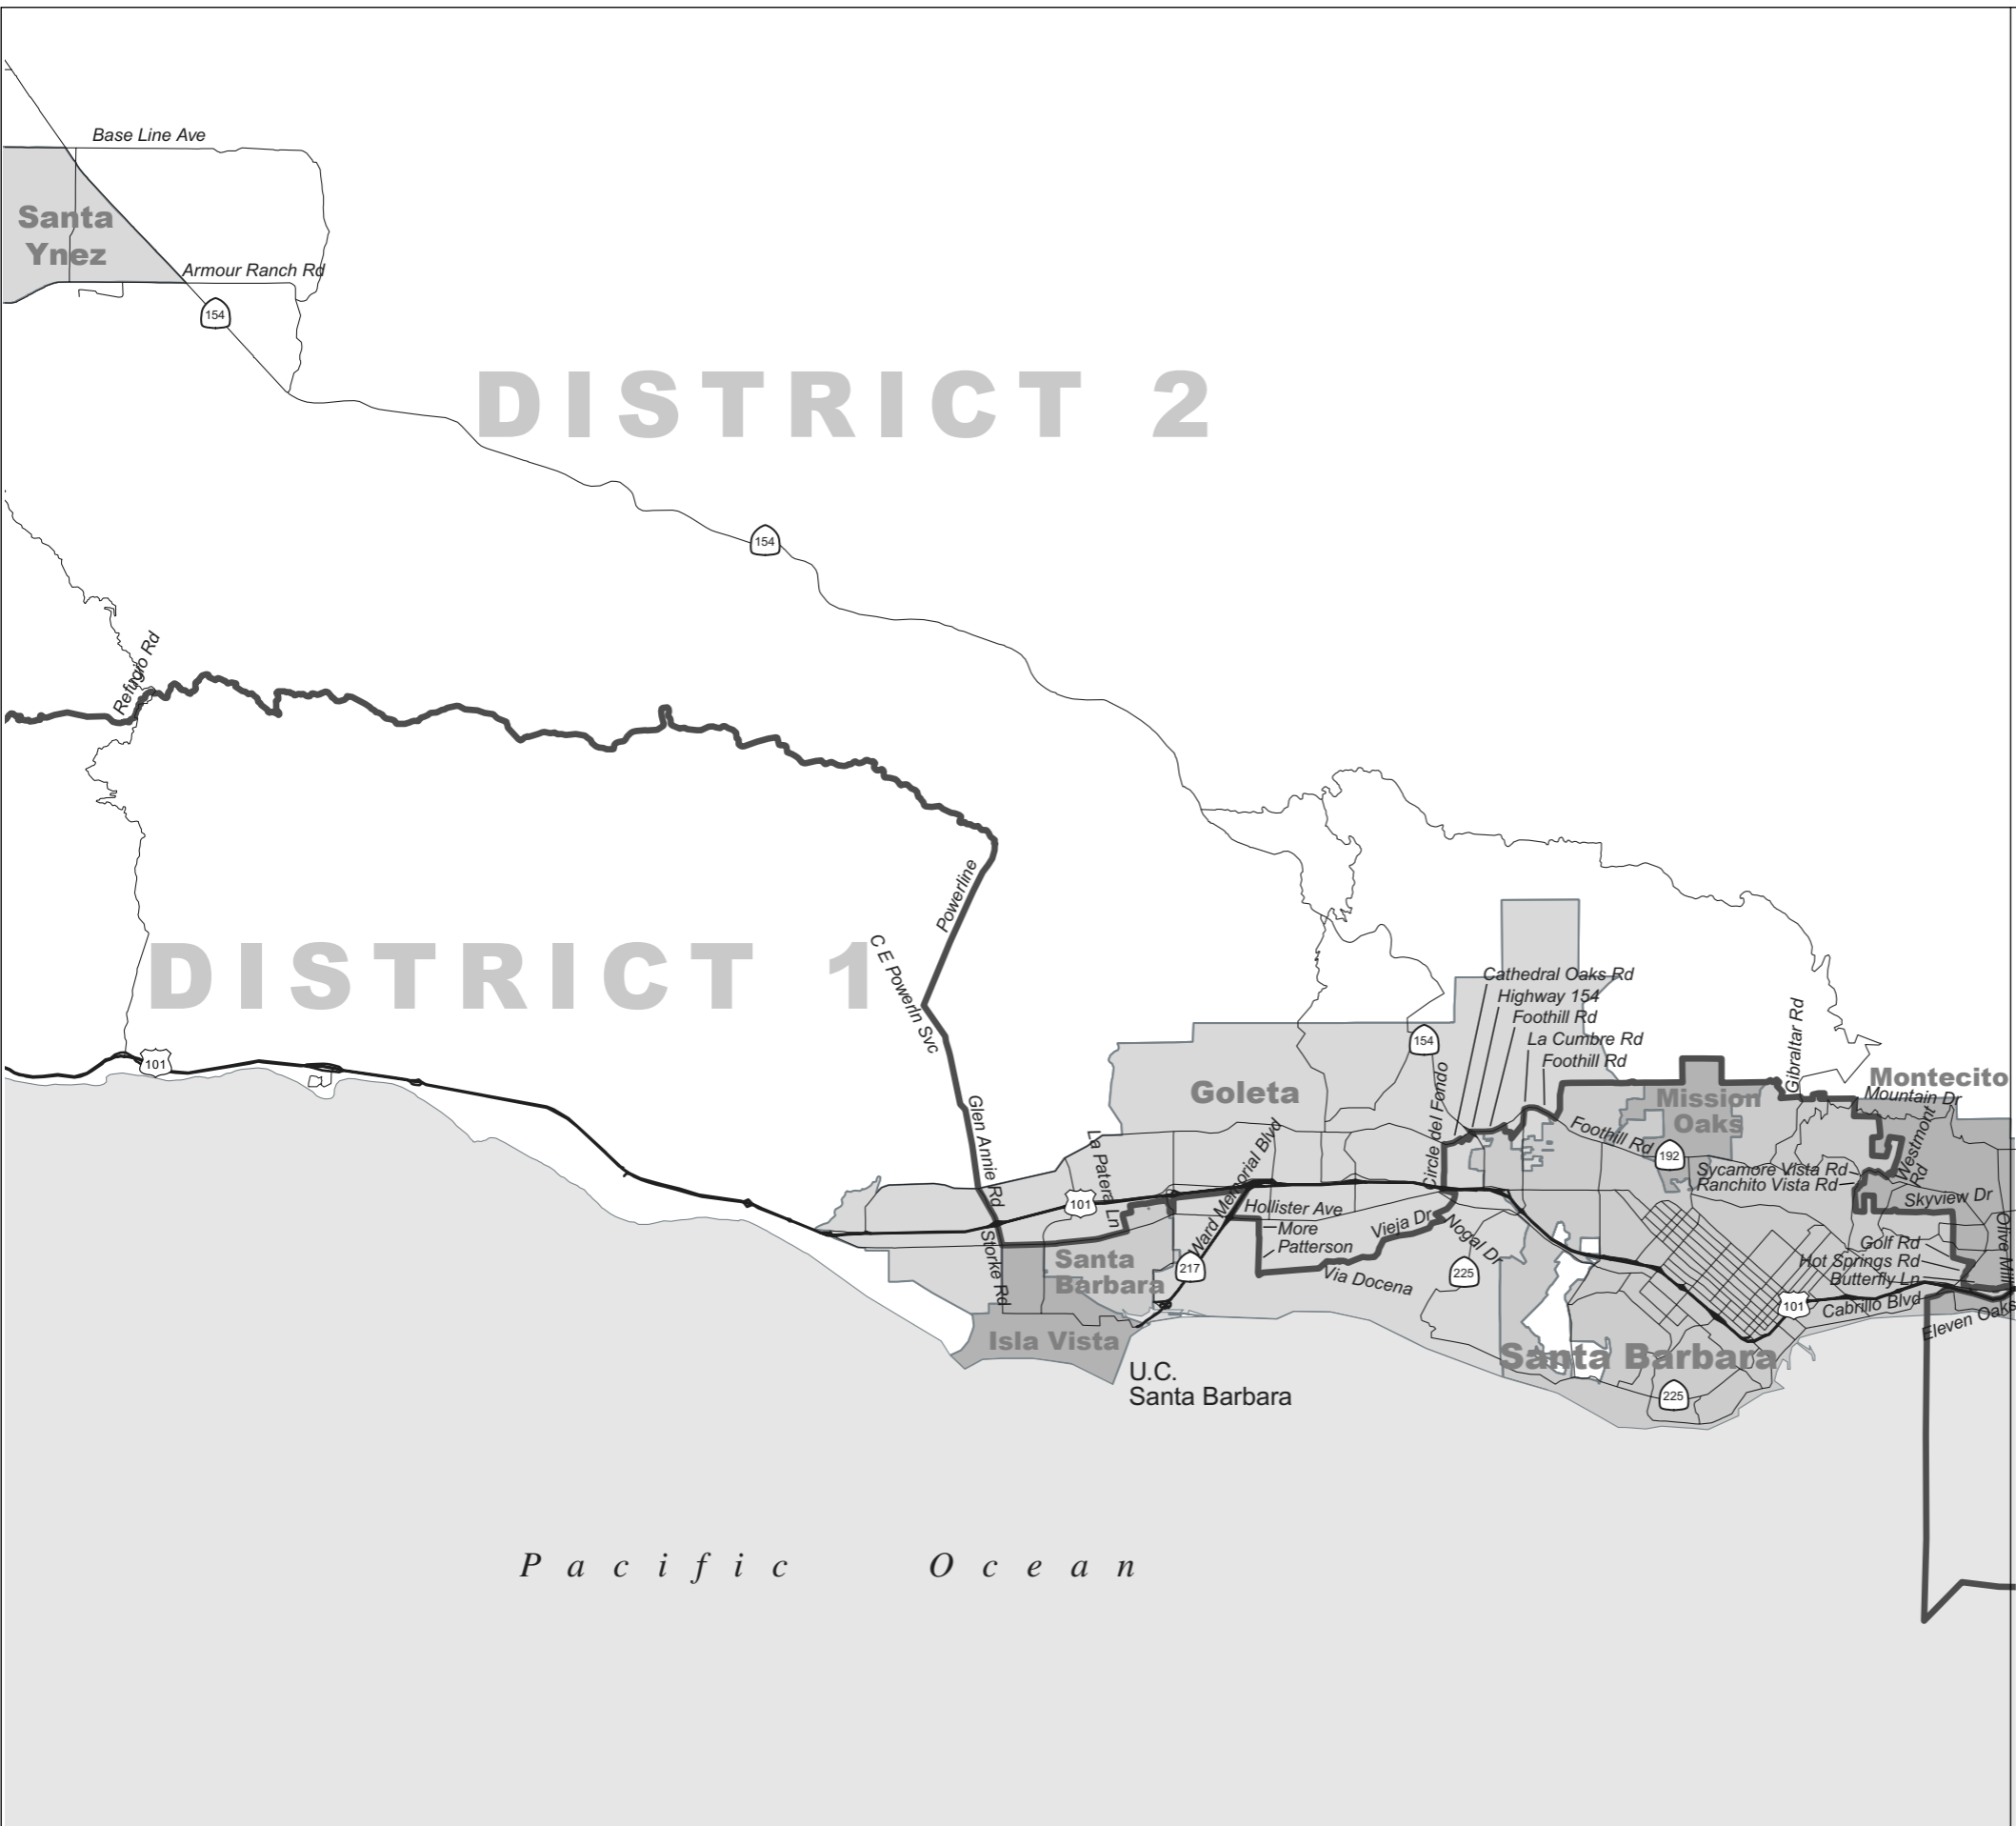 Base Line Ave
Santa
Ynez
Armour Ranch Rd
154
DISTRICT 2
154
Refugio Rd
Powerline
C E Powerln Svc
DISTRICT 1
Cathedral Oaks Rd
Highway 154
Foothill Rd
La Cumbre Rd
Foothill Rd
154
101
Goleta
Circle del Fondo
Gibraltar Rd
Montecito
Mountain Dr
Mission
Oaks
Glen Annie Rd
La Patera Ln
Ward Memorial Blvd
Foothill Rd
192
Westmont
Rd
Sycamore Vista Rd
Ranchito Vista Rd
Skyview Dr
101
Hollister Ave
More
Patterson
Vieja Dr
Nogal Dr
Via Docena
Storke Rd
Santa
Barbara
217
225
Golf Rd
Hot Springs Rd
Butterfly Ln
Olive Mill
101
Cabrillo Blvd
Eleven Oaks
Isla Vista
U.C.
Santa Barbara
Santa Barbara
225
Pacific Ocean